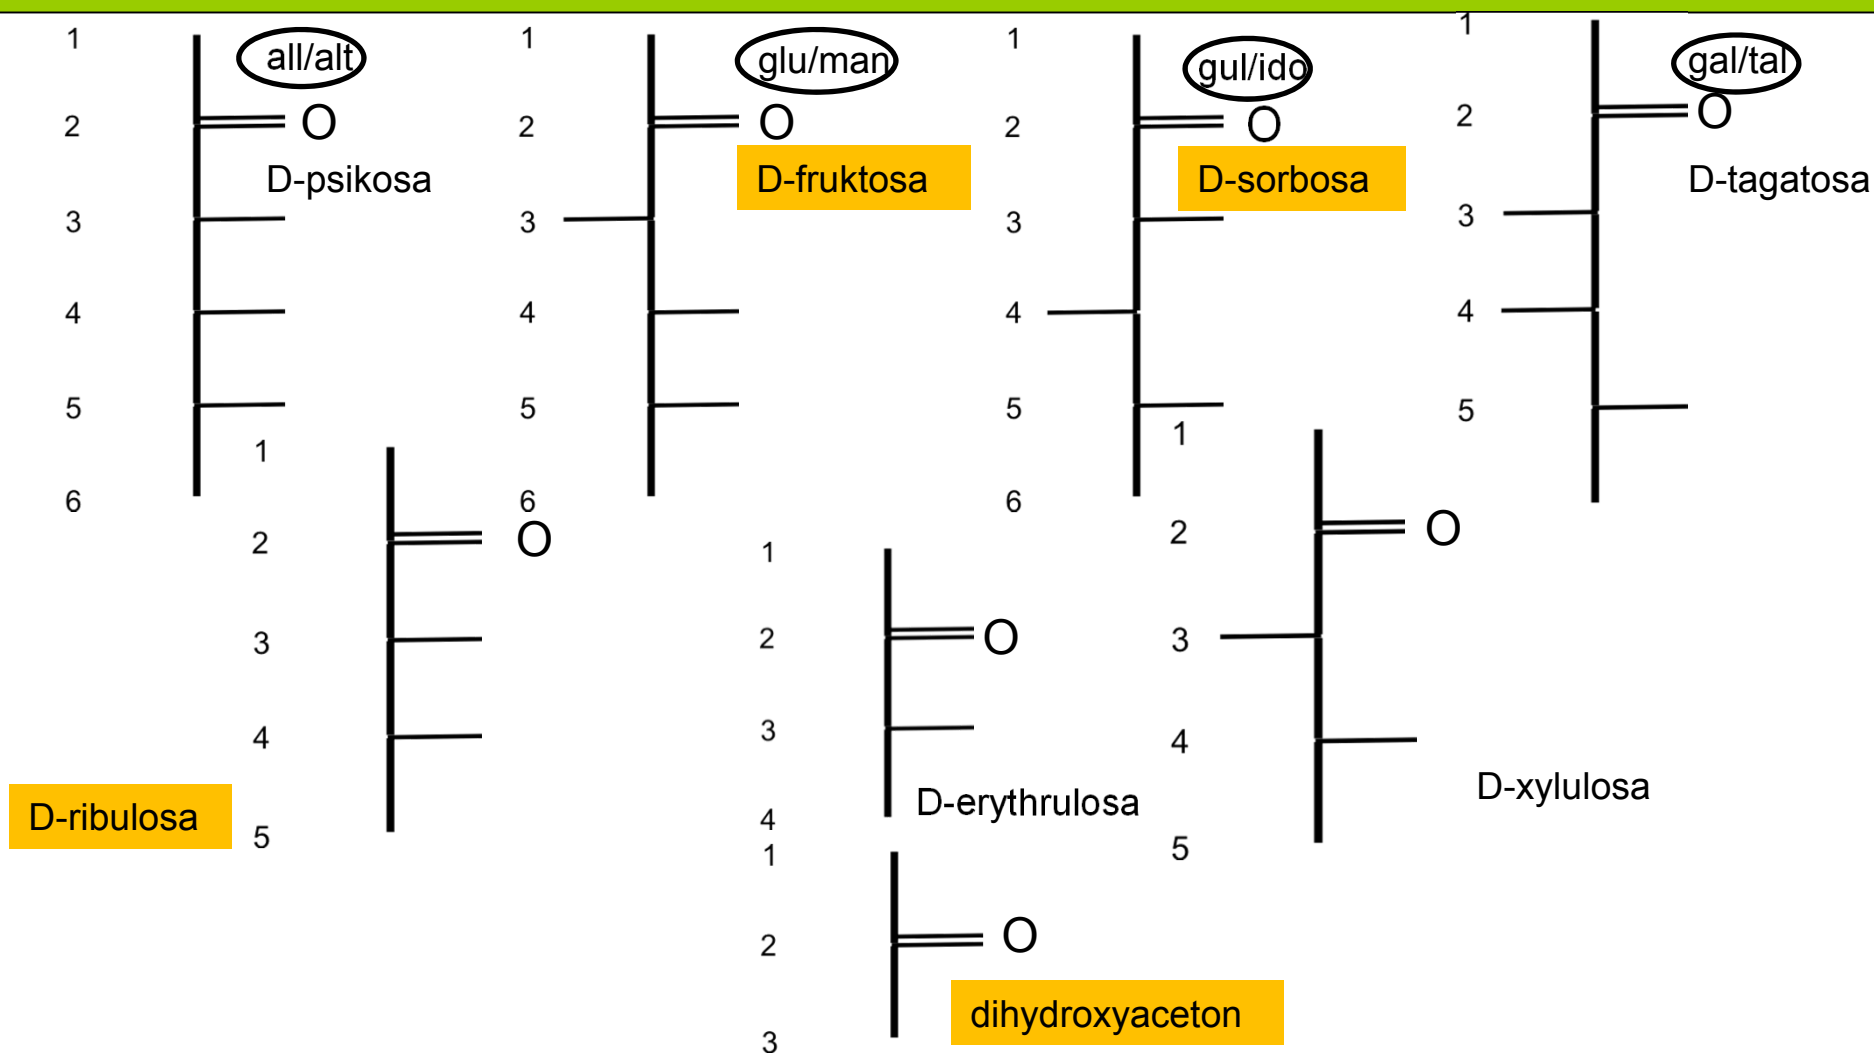 1
all/alt
2
O
D-psikosa
3
4
5
6
1
glu/man
2
O
D-fruktosa
3
4
5
6
1
gul/ido
2
O
D-sorbosa
3
4
5
6
1
gal/tal
2
O
D-tagatosa
3
4
5
1
2
O
3
4
D-ribulosa
5
1
2
O
3
D-erythrulosa
4
1
2
O
3
4
D-xylulosa
5
1
2
O
dihydroxyaceton
3